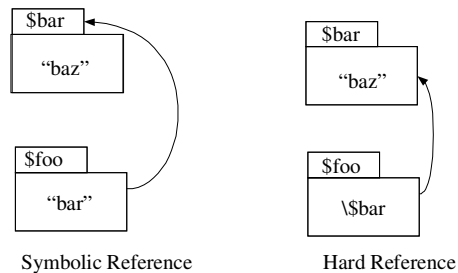 $bar
“baz”
$foo
“bar”
Symbolic Reference
$bar
“baz”
$foo
\$bar
Hard Reference